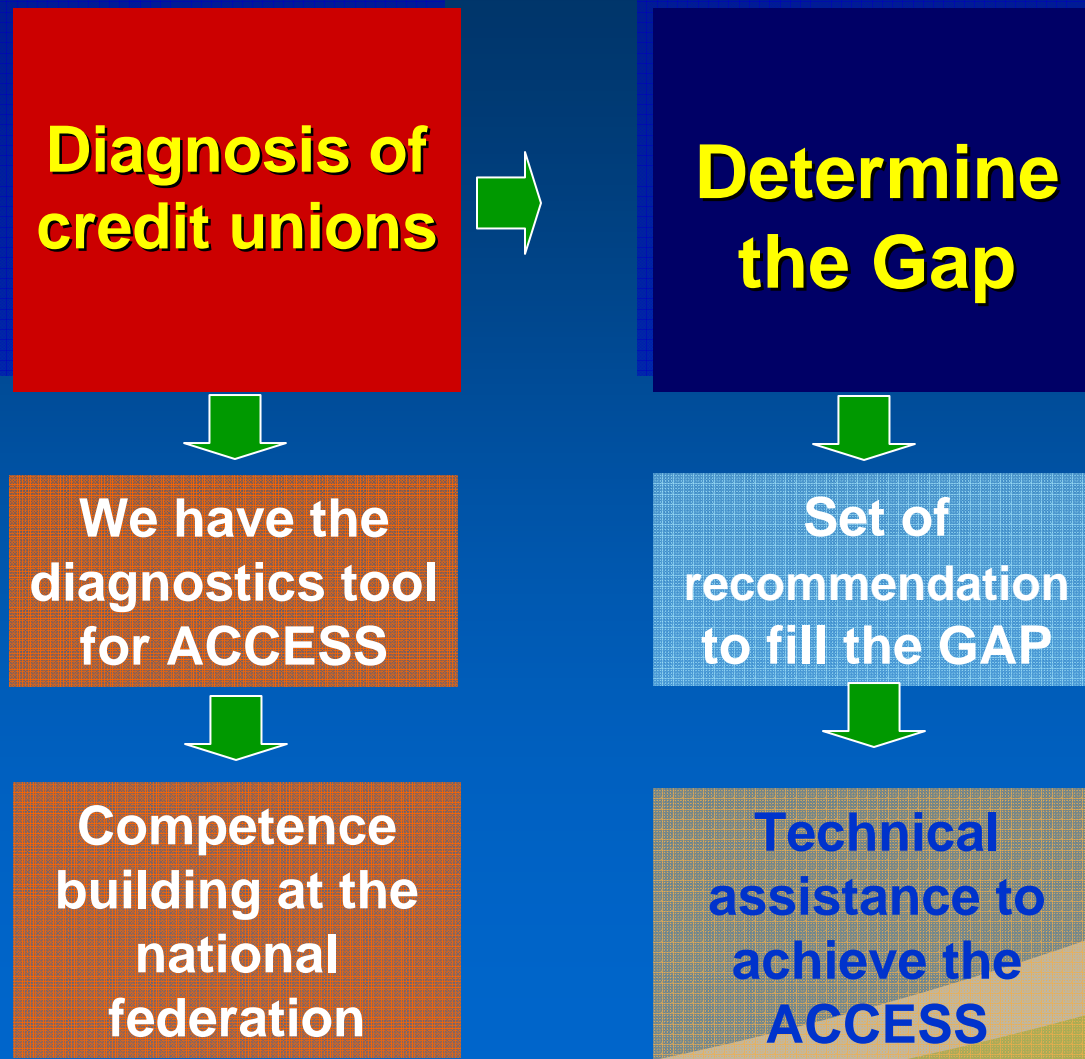 Diagnosis of
credit unions
Determine
the Gap
We have the
diagnostics tool
for ACCESS
Set of
recommendation
to fill the GAP
Competence
building at the
national
federation
Technical
assistance to
achieve the
ACCESS